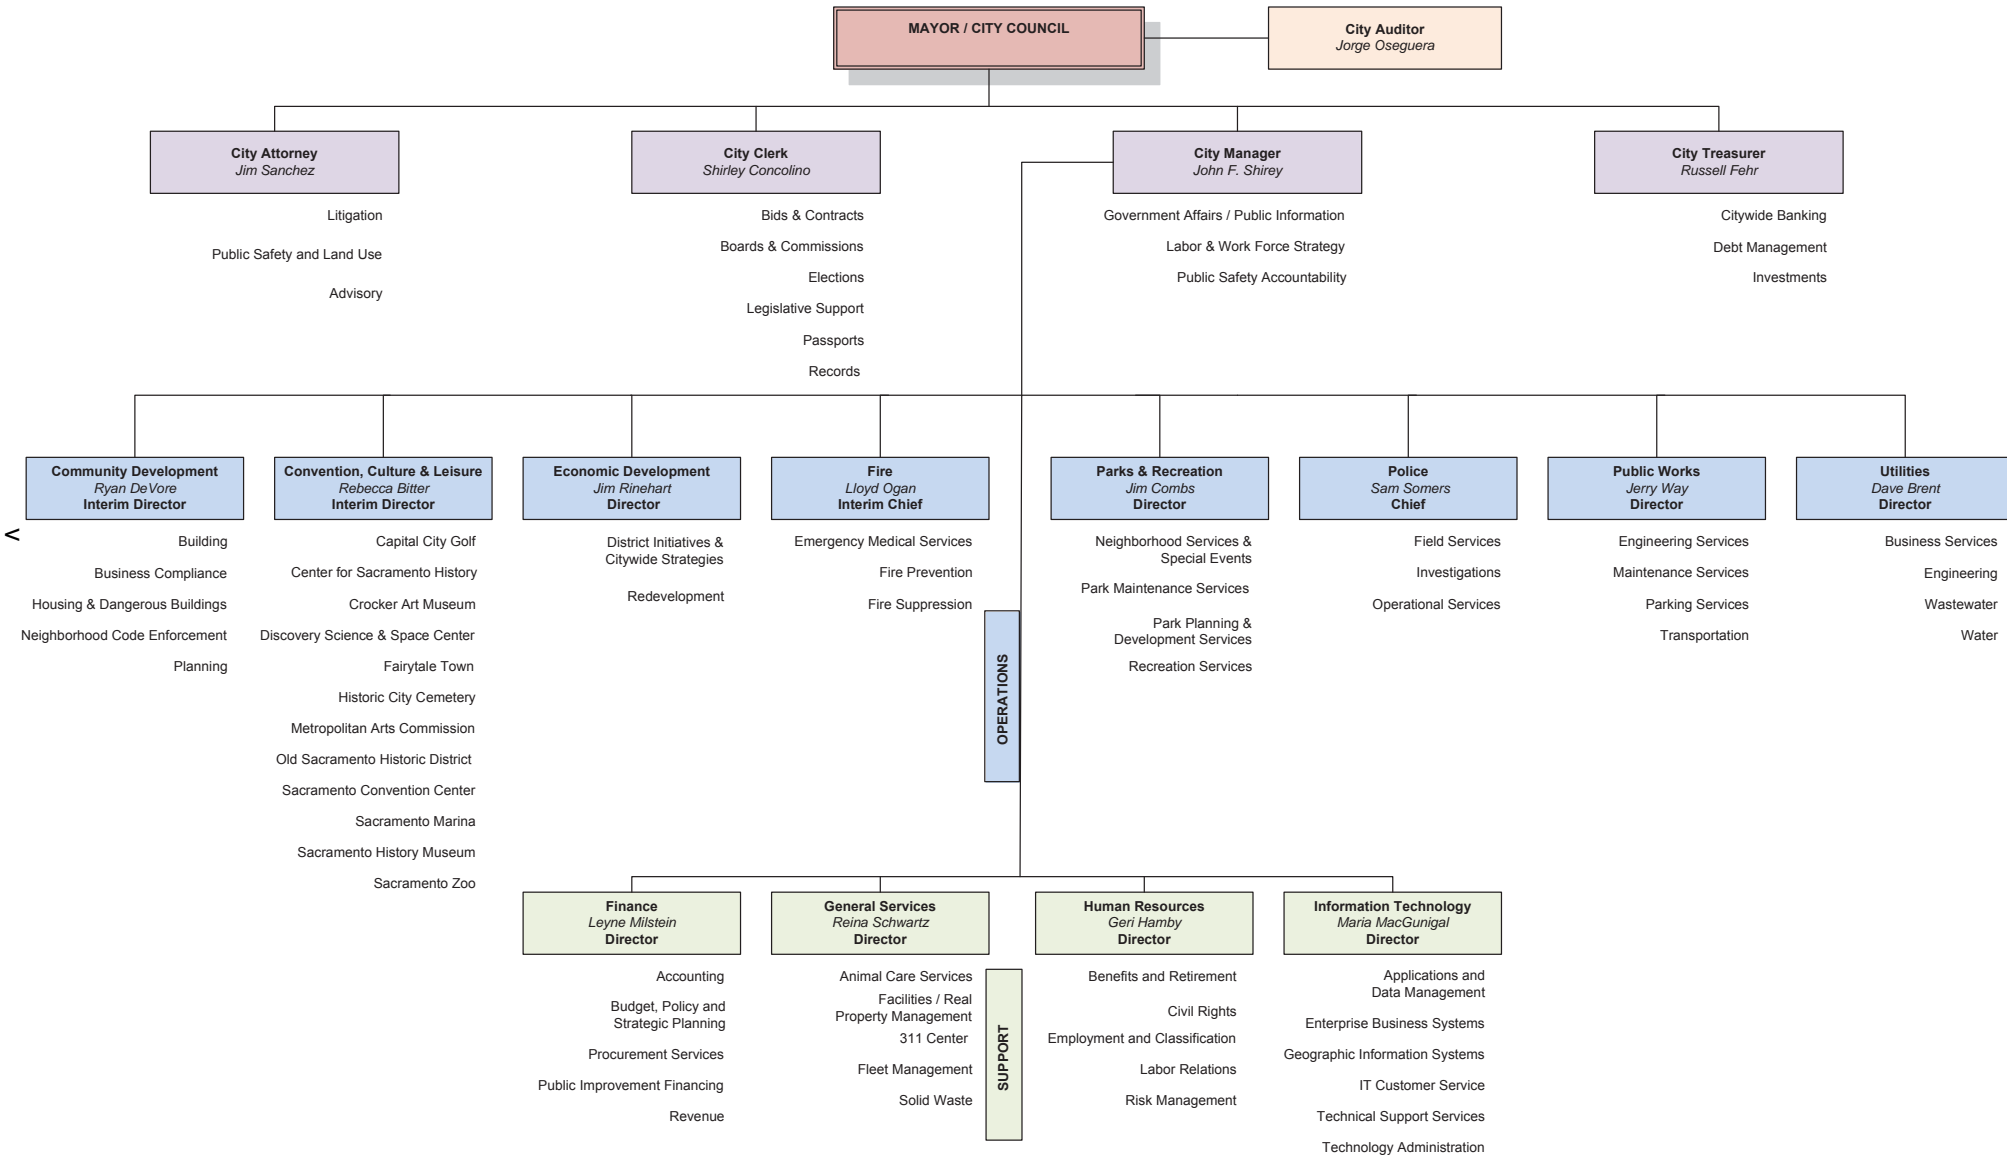 MAYOR / CITY COUNCIL
City Auditor
Jorge Oseguera
City Attorney
Jim Sanchez
Litigation
Public Safety and Land Use
Advisory
City Clerk
Shirley Concolino
Bids & Contracts
Boards & Commissions
Elections
Legislative Support
Passports
Records
City Manager
John F. Shirey
Government Affairs / Public Information
Labor & Work Force Strategy
Public Safety Accountability
City Treasurer
Russell Fehr
Citywide Banking
Debt Management
Investments
Community Development
Ryan DeVore
Interim Director
<
Building
Business Compliance
Housing & Dangerous Buildings
Neighborhood Code Enforcement
Planning
Convention, Culture & Leisure
Rebecca Bitter
Interim Director
Capital City Golf
Center for Sacramento History
Crocker Art Museum
Discovery Science & Space Center
Fairytale Town
Historic City Cemetery
Metropolitan Arts Commission
Old Sacramento Historic District
Sacramento Convention Center
Sacramento Marina
Sacramento History Museum
Sacramento Zoo
Economic Development
Jim Rinehart
Director
District Initiatives &
Citywide Strategies
Redevelopment
Fire
Lloyd Ogan
Interim Chief
Emergency Medical Services
Fire Prevention
Fire Suppression
OPERATIONS
Parks & Recreation
Jim Combs
Director
Neighborhood Services &
Special Events
Park Maintenance Services
Park Planning &
Development Services
Recreation Services
Police
Sam Somers
Chief
Field Services
Investigations
Operational Services
Public Works
Jerry Way
Director
Engineering Services
Maintenance Services
Parking Services
Transportation
Utilities
Dave Brent
Director
Business Services
Engineering
Wastewater
Water
Finance
Leyne Milstein
Director
Accounting
Budget, Policy and
Strategic Planning
Procurement Services
Public Improvement Financing
Revenue
General Services
Reina Schwartz
Director
Animal Care Services
Facilities / Real
Property Management
311 Center
Fleet Management
Solid Waste
SUPPORT
Human Resources
Geri Hamby
Director
Benefits and Retirement
Civil Rights
Employment and Classification
Labor Relations
Risk Management
Information Technology
Maria MacGunigal
Director
Applications and
Data Management
Enterprise Business Systems
Geographic Information Systems
IT Customer Service
Technical Support Services
Technology Administration